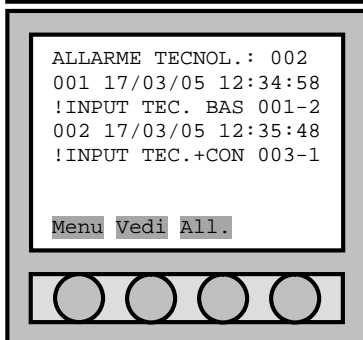 ALLARME TECNOL.: 002
001 17/03/05 12:34:58
!INPUT TEC. BAS 001-2
002 17/03/05 12:35:48
!INPUT TEC.+CON 003-1
Menu Vedi All.